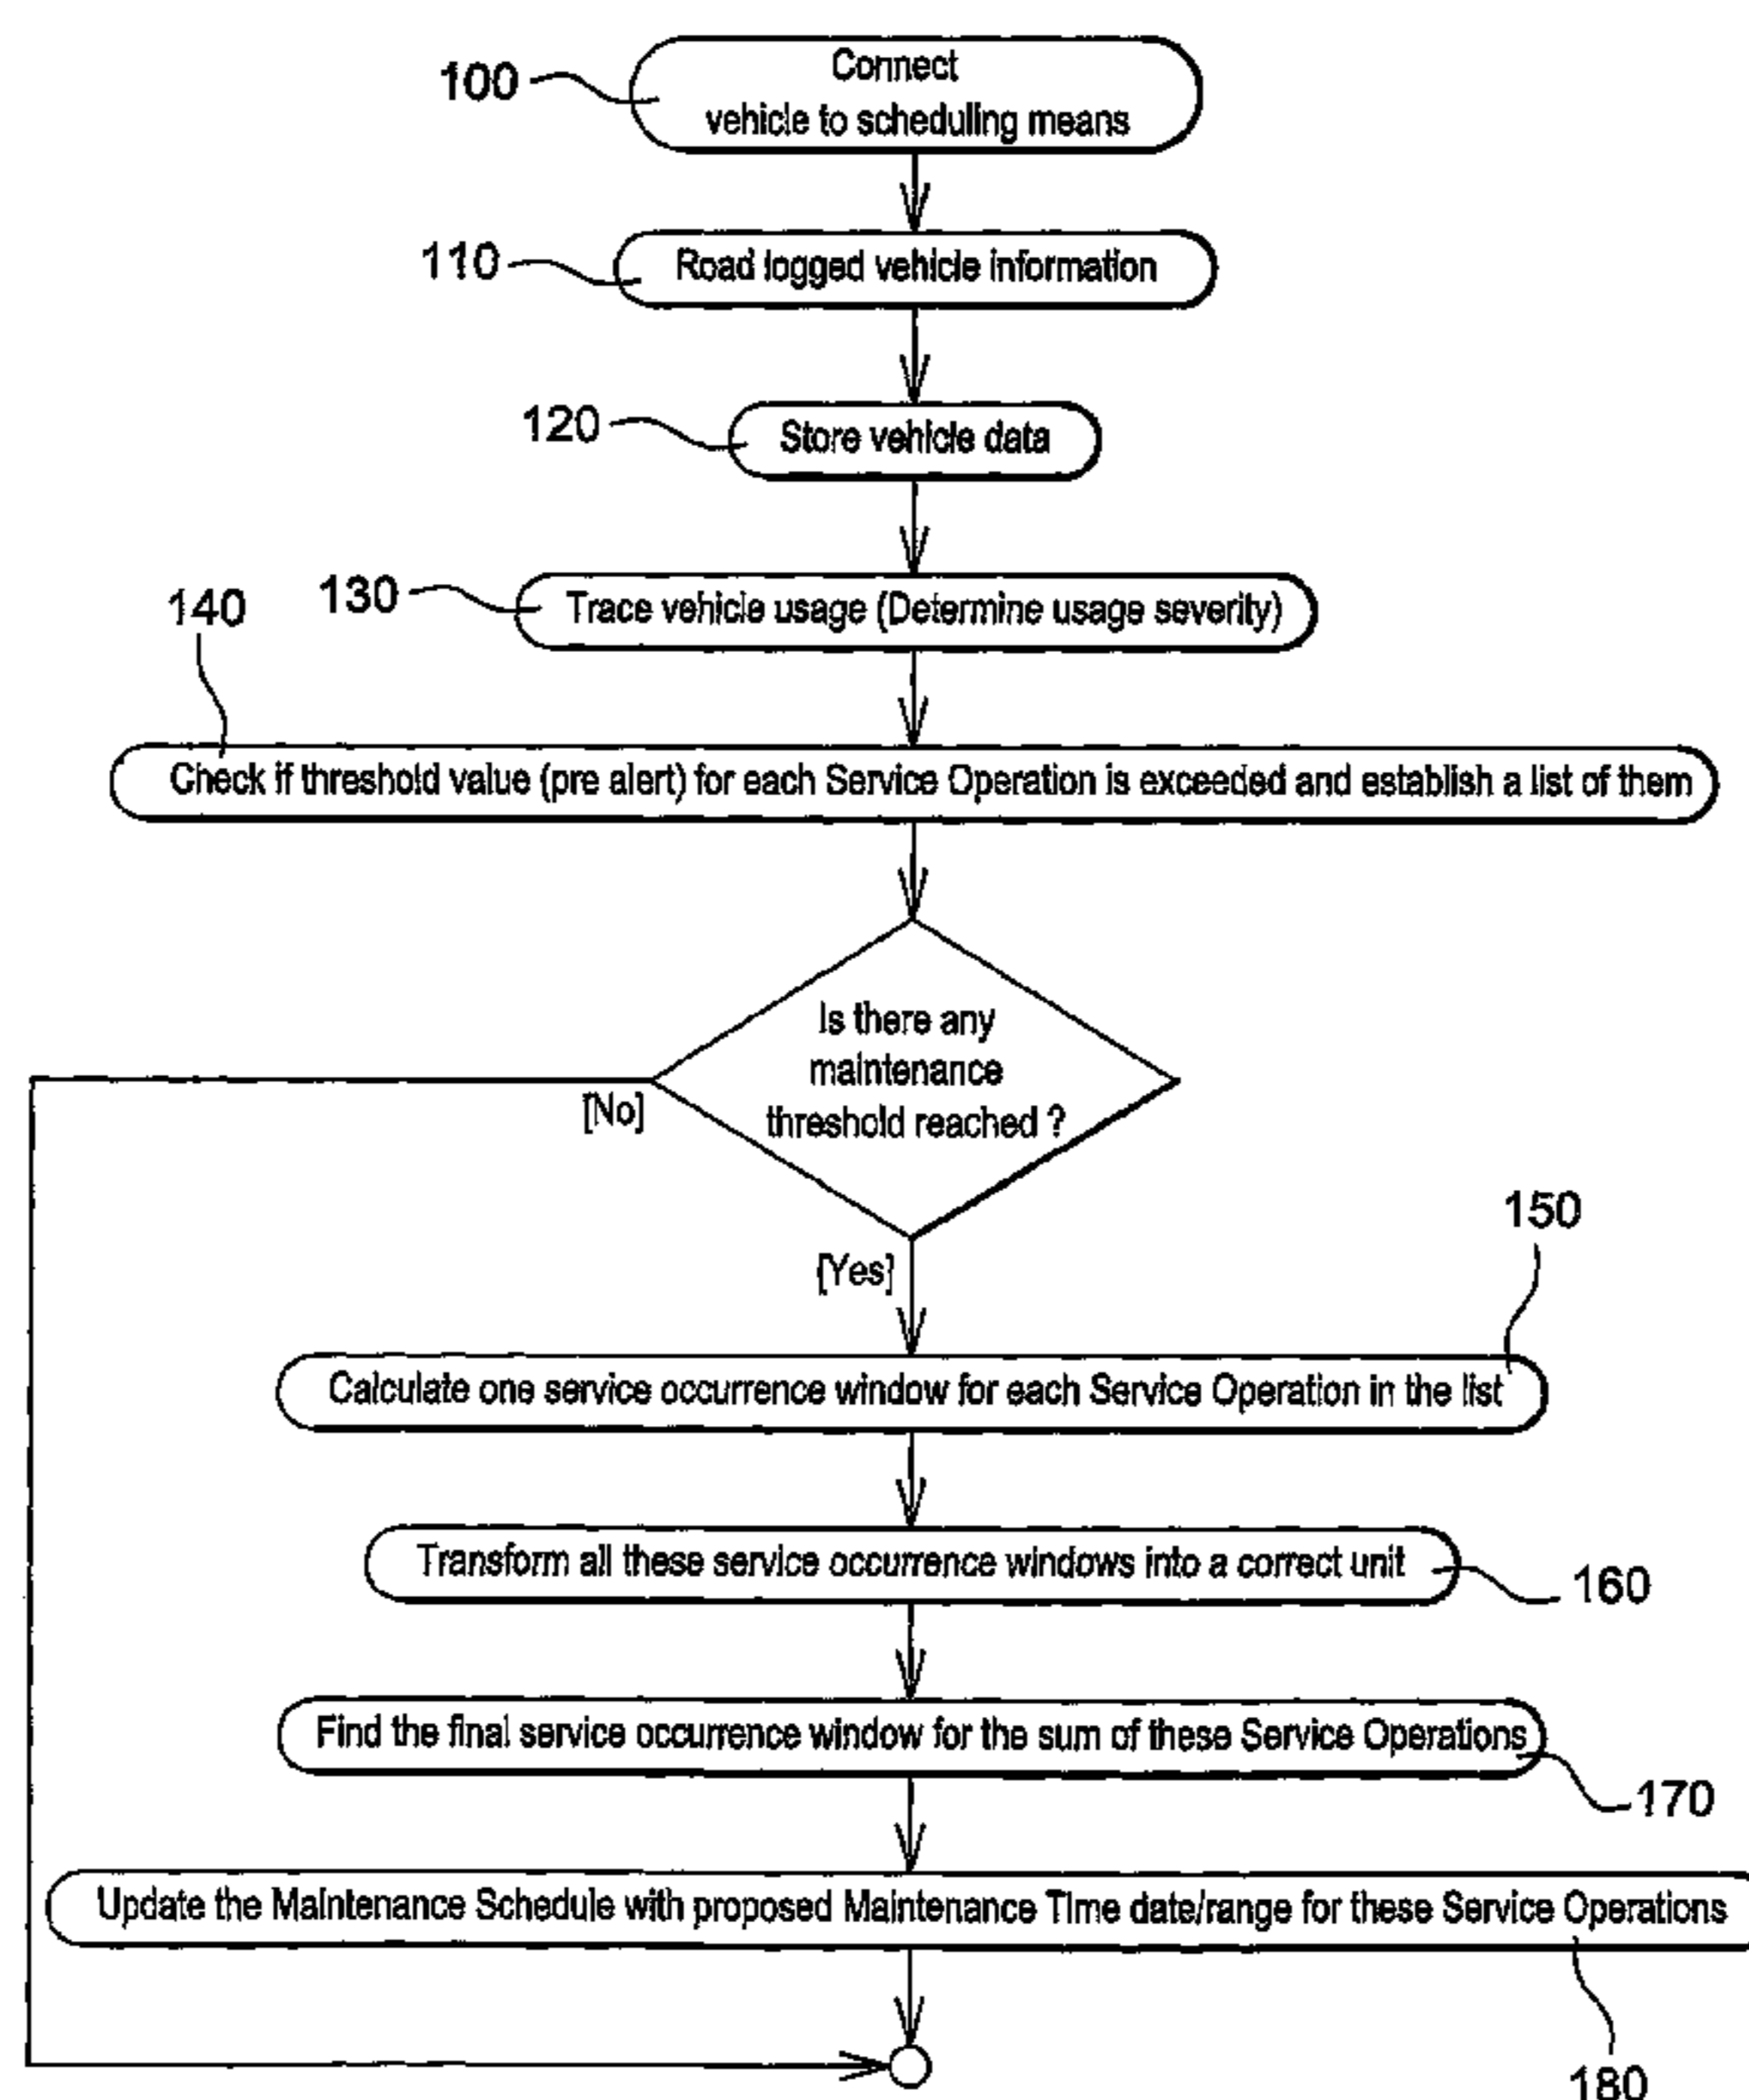 100
Connect
vehicle to scheduling means
110
Road logged vehicle information
120
Store vehicle data
130
Trace vehicle usage (Determine usage severity)
140
Check if threshold value (pre alert) for each Service Operation is exceeded and establish a list of them
Is there any
maintenance
threshold reached ?
[No]
[Yes]
150
Calculate one service occurrence window for each Service Operation in the list
Transform all these service occurrence windows into a correct unit
160
Find the final service occurrence window for the sum of these Service Operations
170
Update the Maintenance Schedule with proposed Maintenance Time date/range for these Service Operations
180